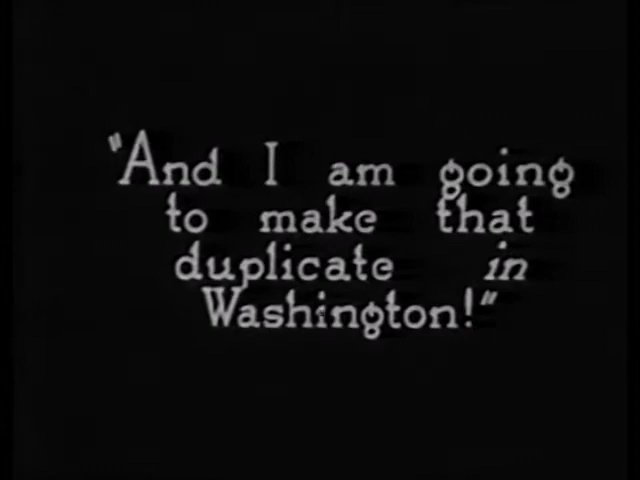 "And I am going
to make that
duplicate in
Washington!"